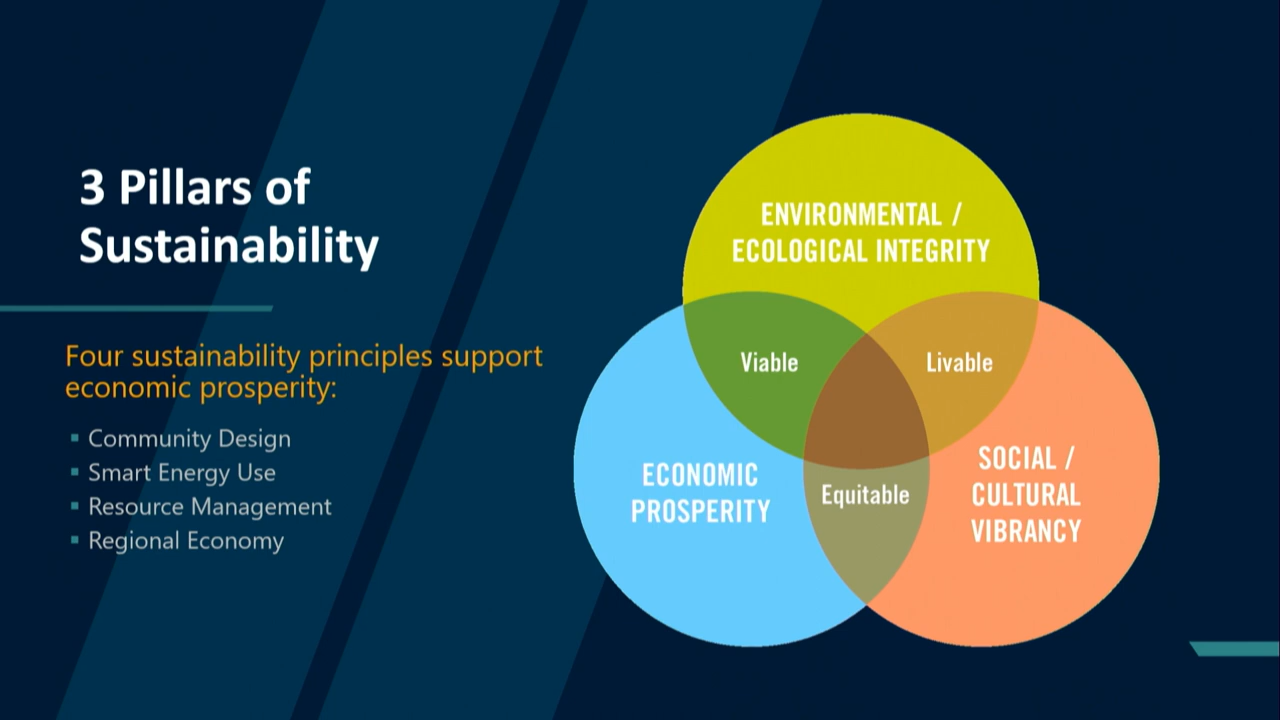 3 Pillars of
Sustainability
Four sustainability principles support
economic prosperity:
Community Design
Smart Energy Use
Resource Management
Regional Economy
ENVIRONMENTAL /
ECOLOGICAL INTEGRITY
Viable
Livable
ECONOMIC
PROSPERITY
Equitable
SOCIAL /
CULTURAL
VIBRANCY